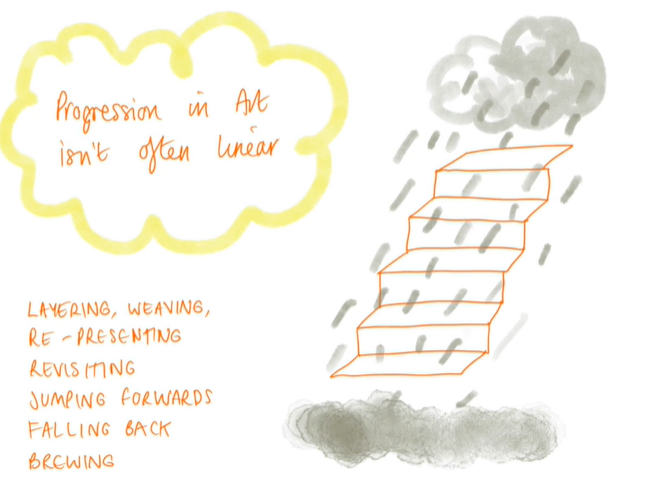 Progression in Art
isn't often linear
LAYERING, WEAVING,
RE-PRESENTING
REVISITING
JUMPING FORWARDS
FALLING BACK
BREWING